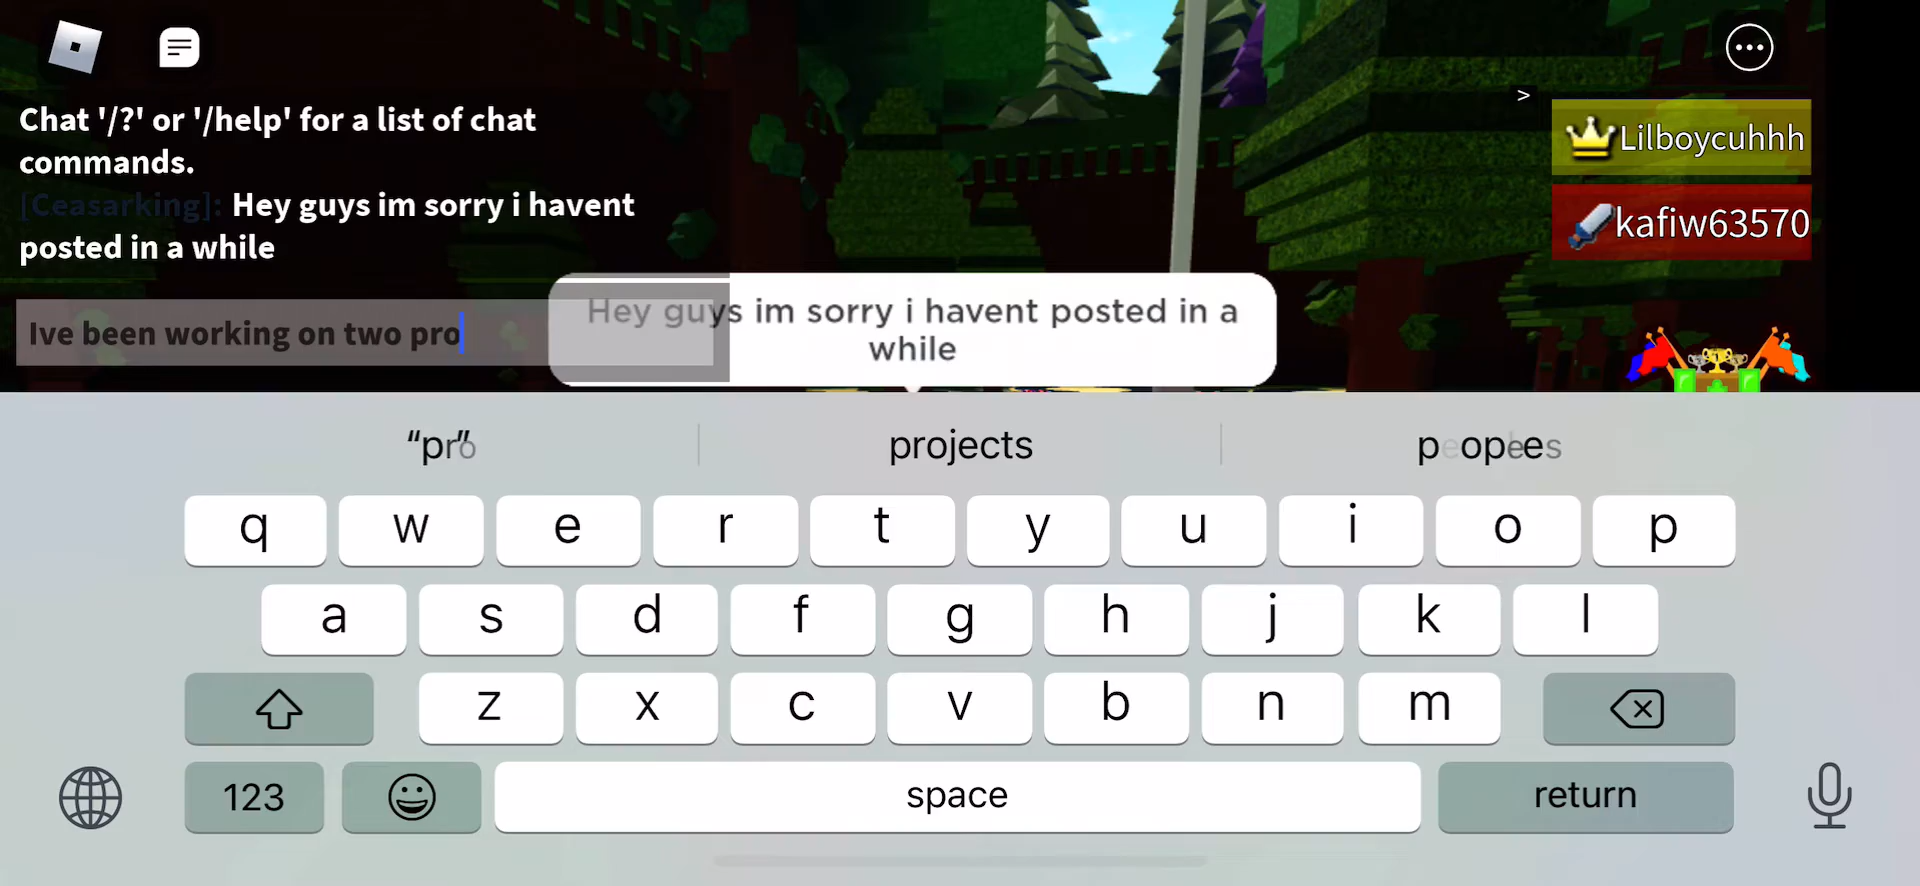 Chat '/?' or '/help' for a list of chat
commands.
[Ceasarking]: Hey guys im sorry i havent
posted in a while
>
Lilboycuhhh
kafiw63570
Hey guys im sorry i havent posted in a
while
Ive been working on two pro
projects
q w e r t y u i o p
a s d f g h j k l
z x c v b n m
123 space return